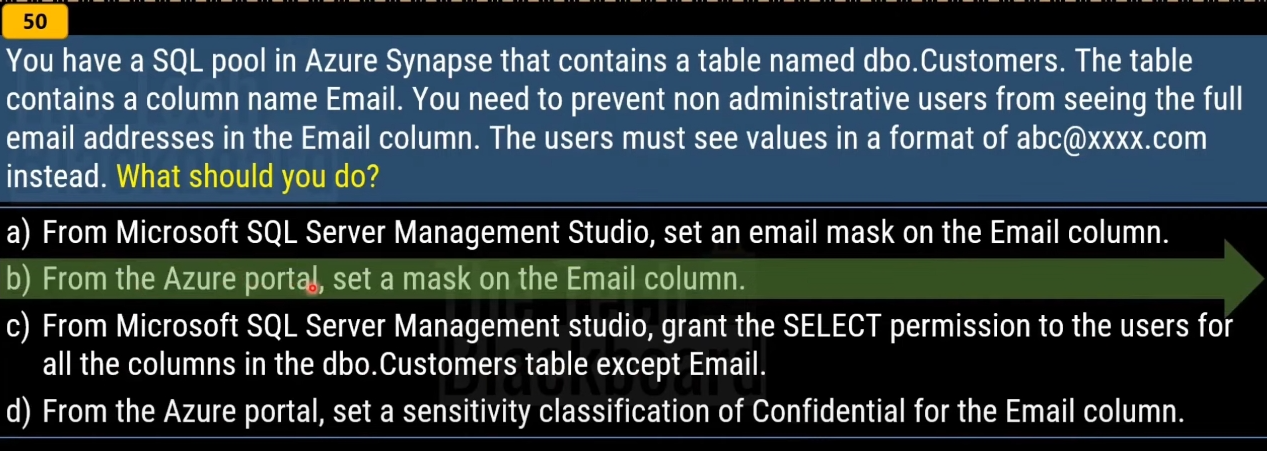 50
You have a SQL pool in Azure Synapse that contains a table named dbo.Customers. The table
contains a column name Email. You need to prevent non administrative users from seeing the full
email addresses in the Email column. The users must see values in a format of abc@xxxx.com
instead. What should you do?
a) From Microsoft SQL Server Management Studio, set an email mask on the Email column.
b) From the Azure portal, set a mask on the Email column.
c) From Microsoft SQL Server Management studio, grant the SELECT permission to the users for
all the columns in the dbo.Customers table except Email.
d) From the Azure portal, set a sensitivity classification of Confidential for the Email column.
The Tech
Blackboard